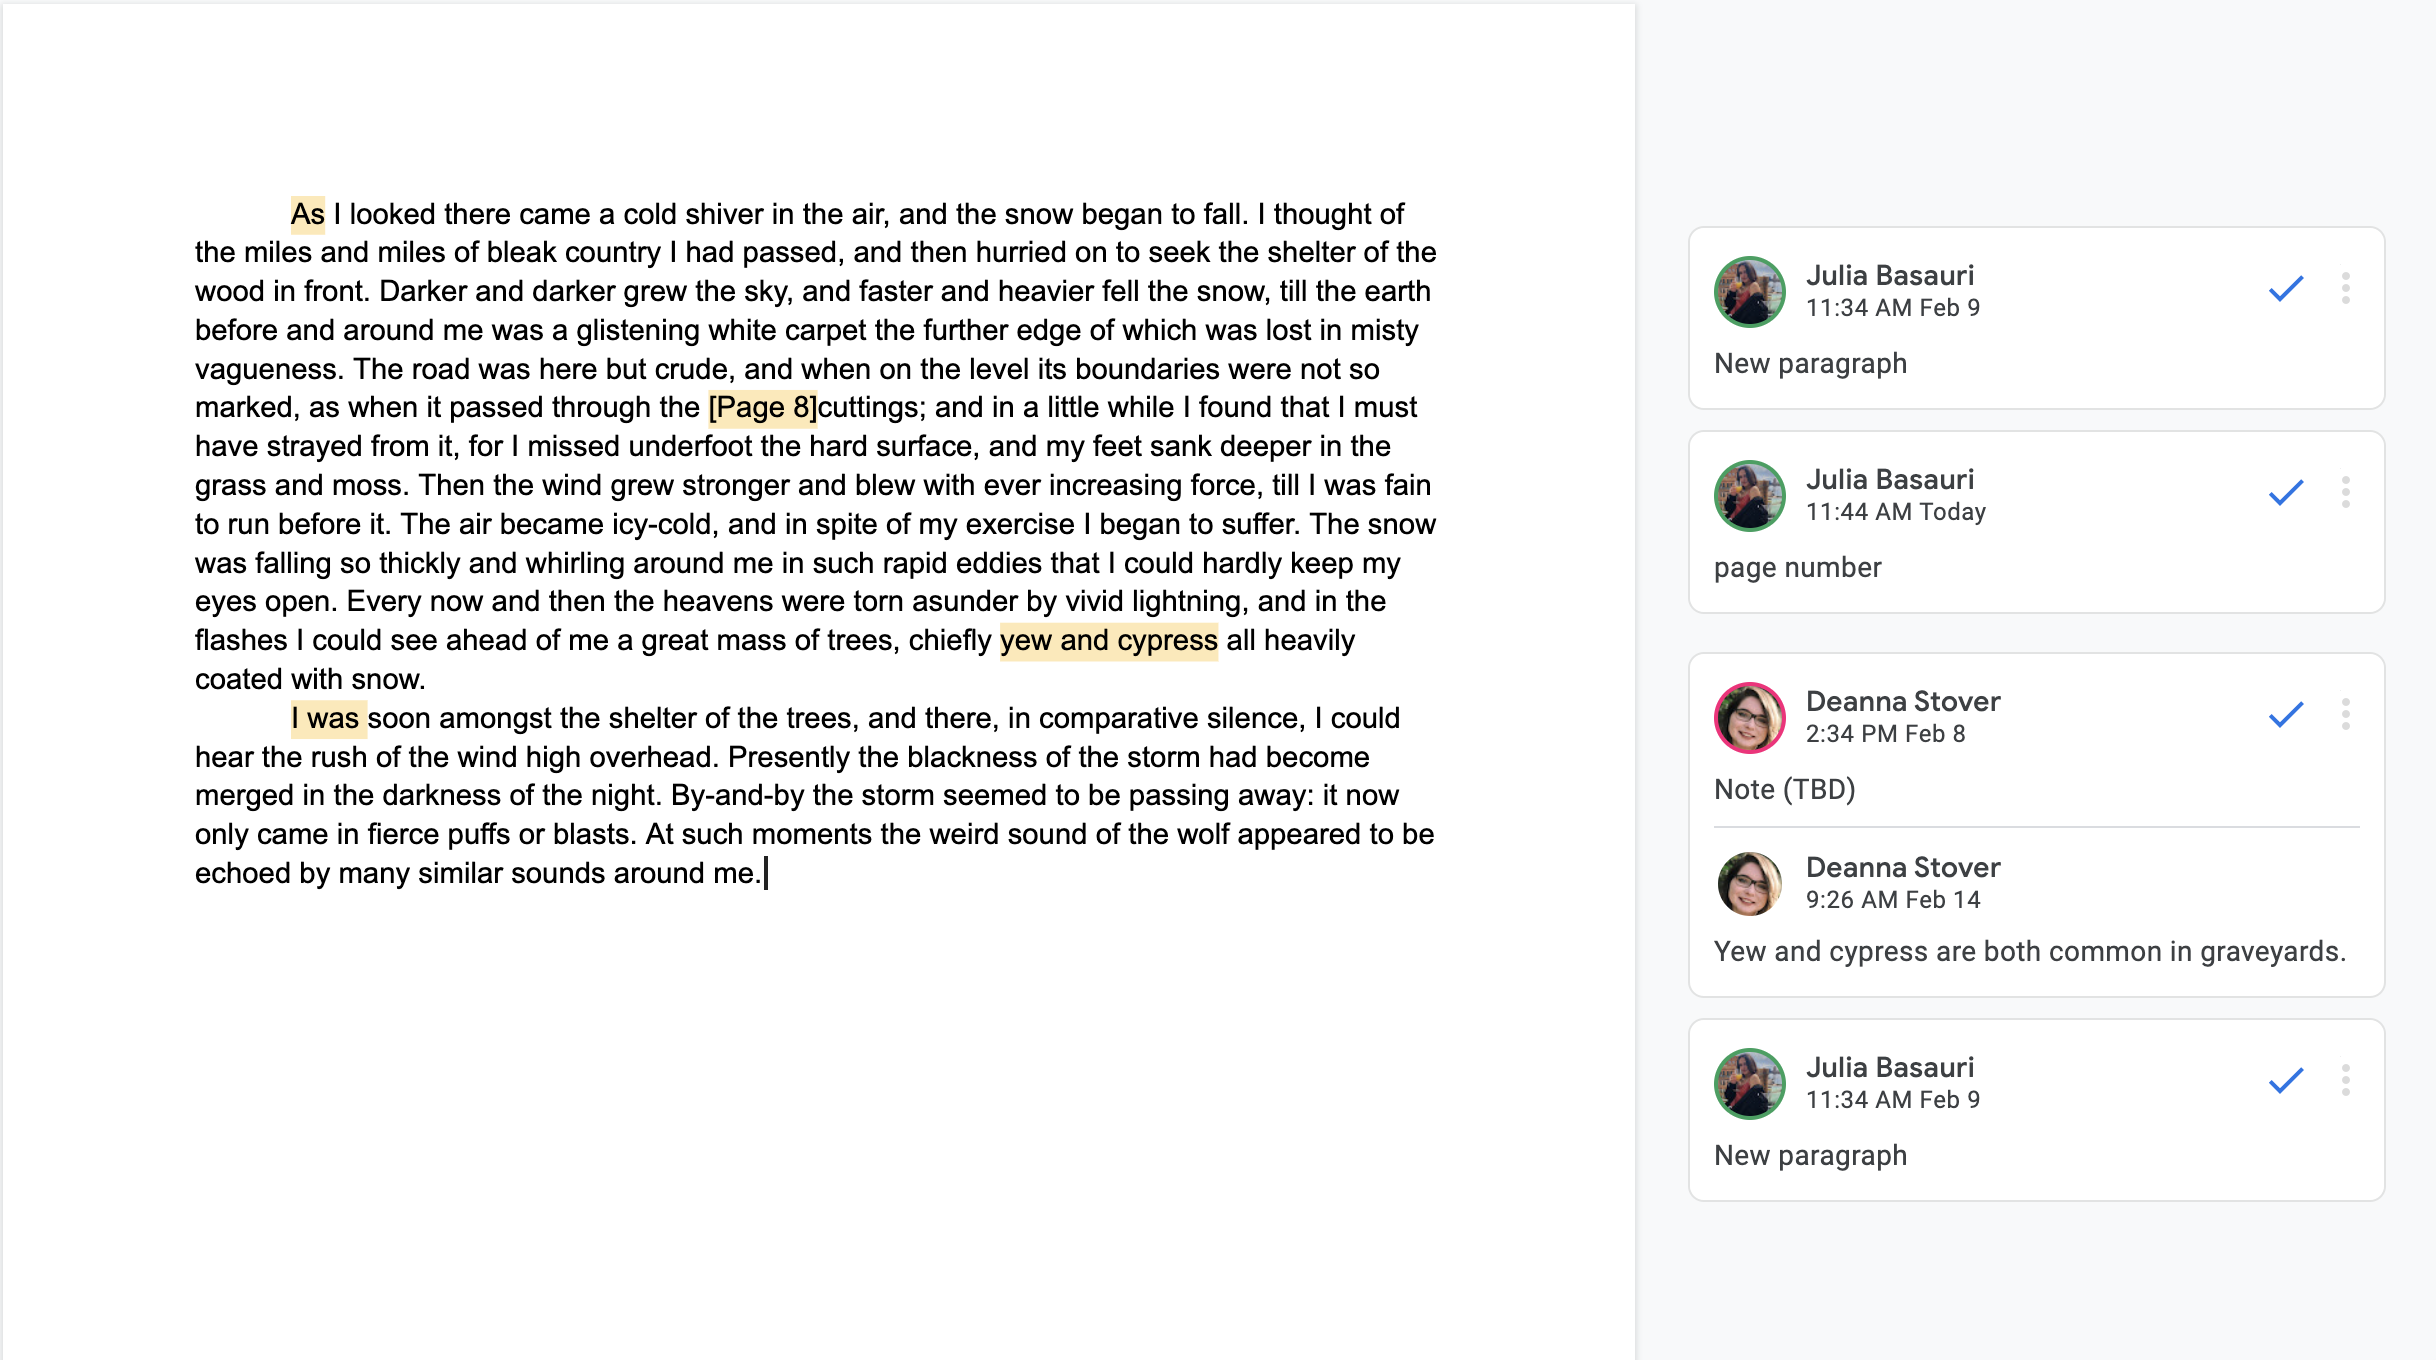 As I looked there came a cold shiver in the air, and the snow began to fall. I thought of
the miles and miles of bleak country I had passed, and then hurried on to seek the shelter of the
wood in front. Darker and darker grew the sky, and faster and heavier fell the snow, till the earth
before and around me was a glistening white carpet the further edge of which was lost in misty
vagueness. The road was here but crude, and when on the level its boundaries were not so
marked, as when it passed through the [Page 8]cuttings; and in a little while I found that I must
have strayed from it, for I missed underfoot the hard surface, and my feet sank deeper in the
grass and moss. Then the wind grew stronger and blew with ever increasing force, till I was fain
to run before it. The air became icy-cold, and in spite of my exercise I began to suffer. The snow
was falling so thickly and whirling around me in such rapid eddies that I could hardly keep my
eyes open. Every now and then the heavens were torn asunder by vivid lightning, and in the
flashes I could see ahead of me a great mass of trees, chiefly yew and cypress all heavily
coated with snow.
I was soon amongst the shelter of the trees, and there, in comparative silence, I could
hear the rush of the wind high overhead. Presently the blackness of the storm had become
merged in the darkness of the night. By-and-by the storm seemed to be passing away: it now
only came in fierce puffs or blasts. At such moments the weird sound of the wolf appeared to be
echoed by many similar sounds around me.
Julia Basauri
11:34 AM Feb 9
New paragraph
Julia Basauri
11:44 AM Today
page number
Deanna Stover
2:34 PM Feb 8
Note (TBD)
Deanna Stover
9:26 AM Feb 14
Yew and cypress are both common in graveyards.
Julia Basauri
11:34 AM Feb 9
New paragraph